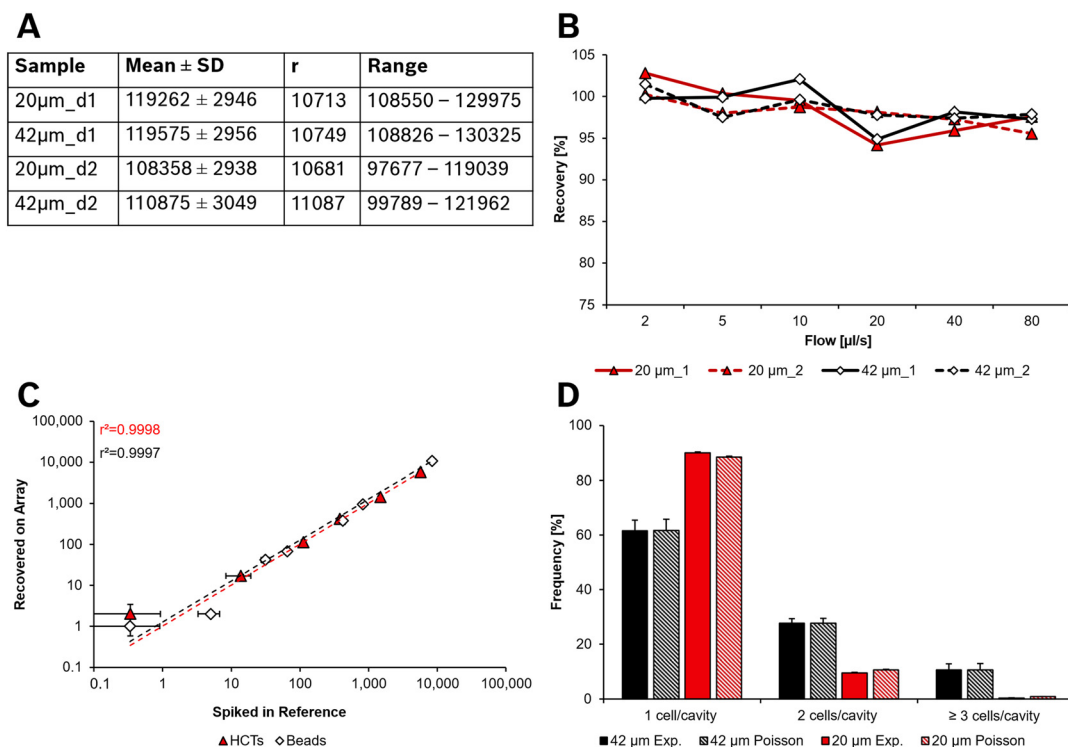 A
Sample Mean ± SD r Range
20µm_d1 119262 ± 2946 10713 108550 – 129975
42µm_d1 119575 ± 2956 10749 108826 – 130325
20µm_d2 108358 ± 2938 10681 97677 – 119039
42µm_d2 110875 ± 3049 11087 99789 – 121962
B
105
100
95
90
85
80
75
Recovery [%]
2 5 10 20 40 80
Flow [µl/s]
20 µm_1 20 µm_2 42 µm_1 42 µm_2
C
100,000
10,000
1,000
100
10
1
0.1
r²=0.9998
r²=0.9997
Recovered on Array
0.1 1 10 100 1,000 10,000 100,000
Spiked in Reference
HCTs Beads
D
100
80
60
40
20
0
Frequency [%]
1 cell/cavity 2 cells/cavity ≥ 3 cells/cavity
42 µm Exp. 42 µm Poisson 20 µm Exp. 20 µm Poisson